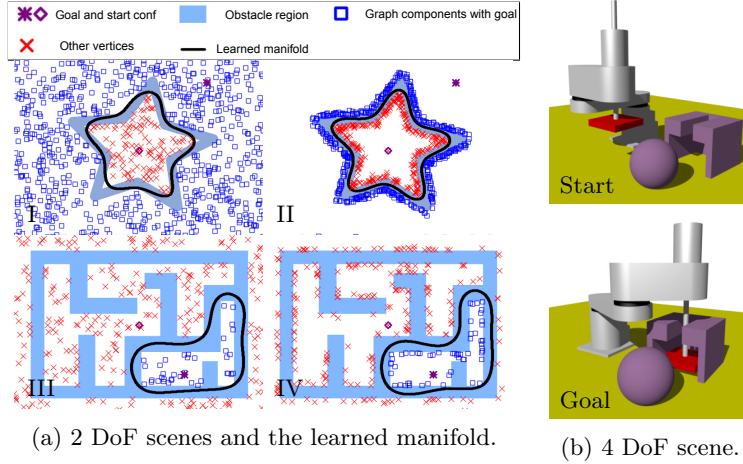 Goal and start conf Obstacle region Graph components with goal
Other vertices Learned manifold
I
II
III
IV
(a) 2 DoF scenes and the learned manifold.
Start
Goal
(b) 4 DoF scene.